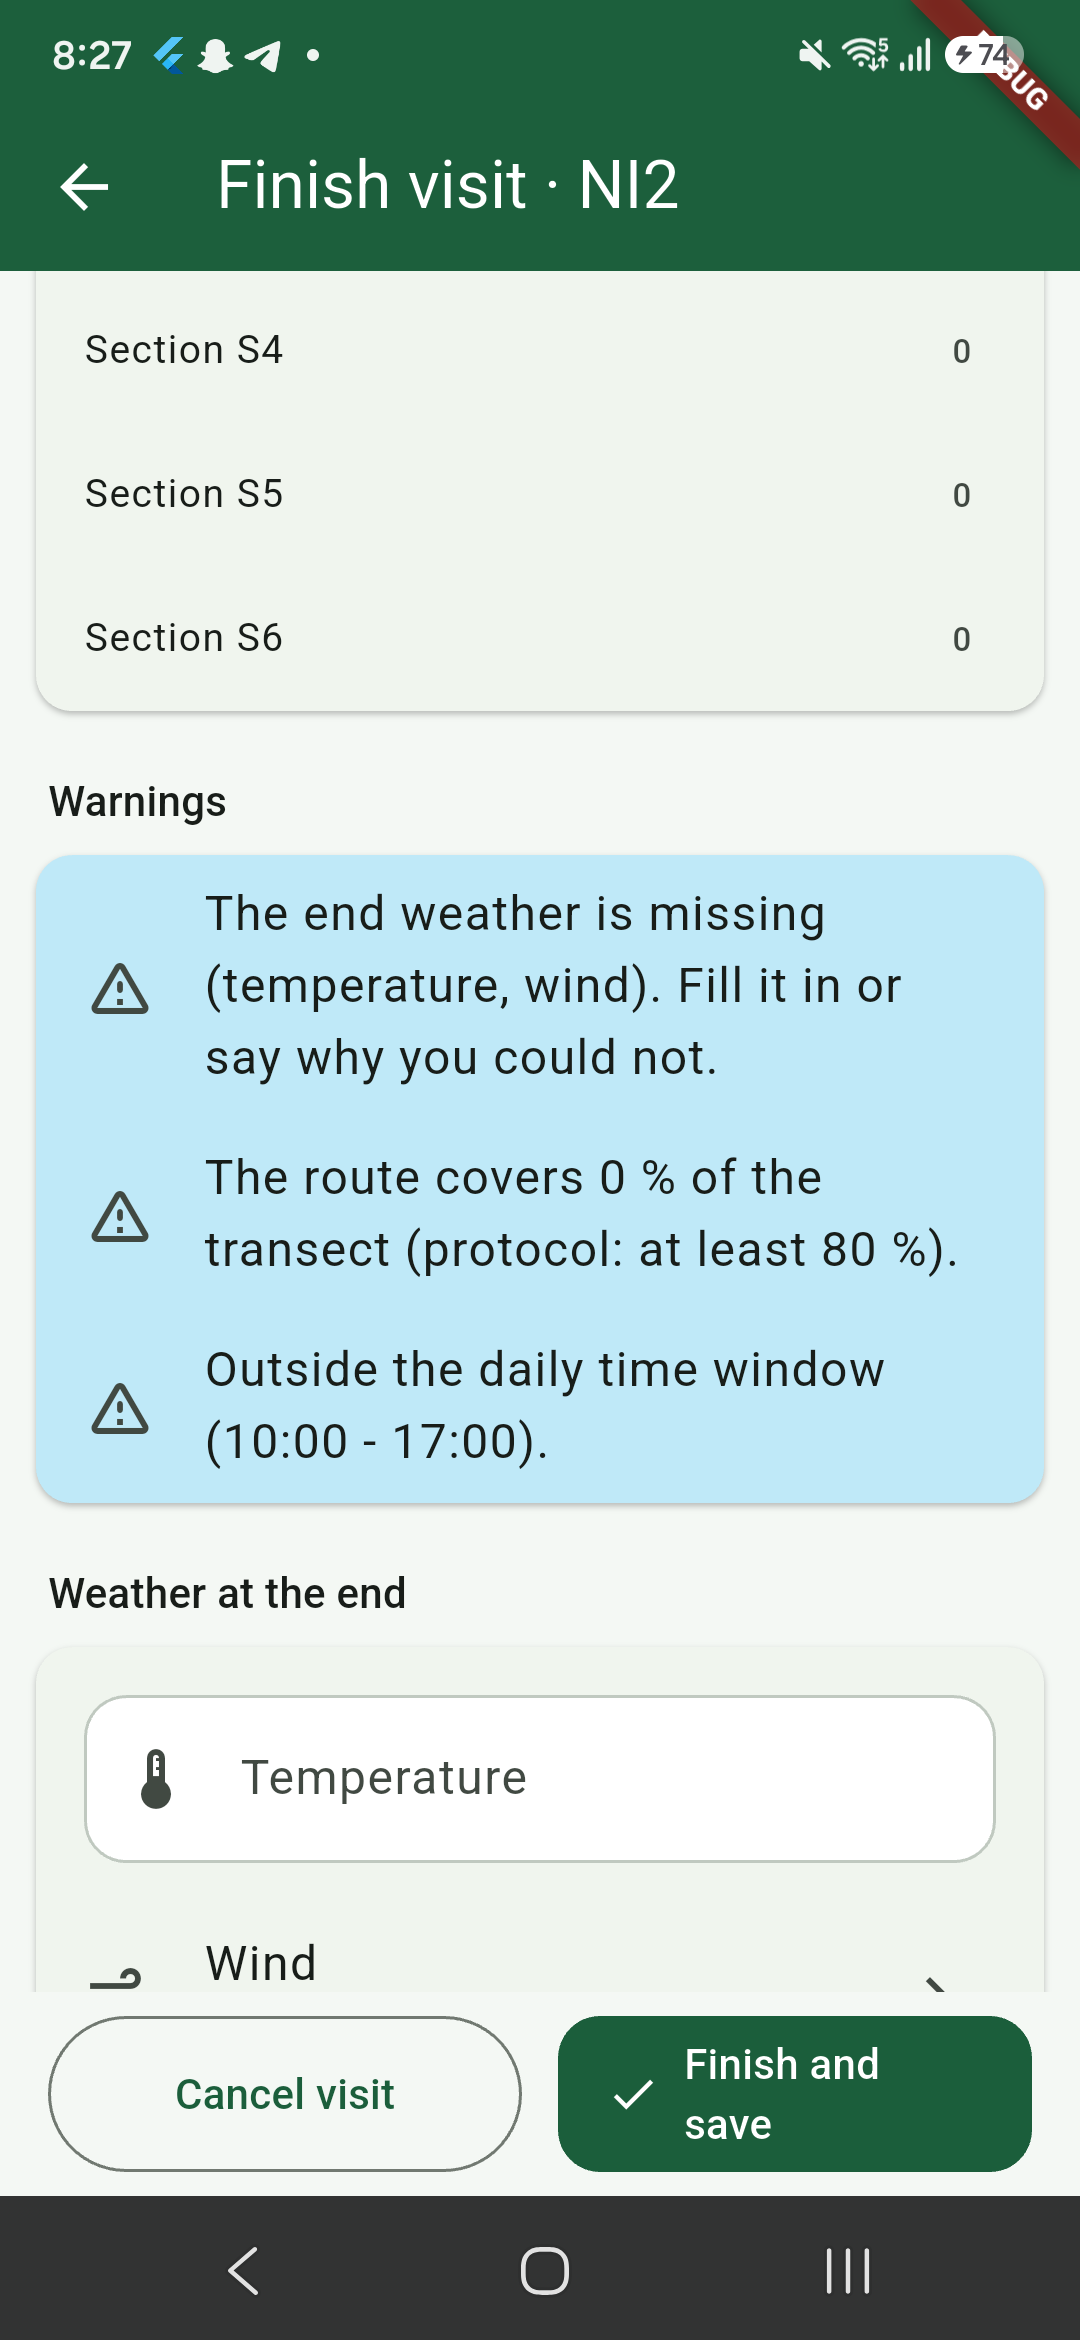 8:27
5
74
BUG
Finish visit · NI2
Section S4
0
Section S5
0
Section S6
0
Warnings
The end weather is missing
(temperature, wind). Fill it in or
say why you could not.
The route covers 0 % of the
transect (protocol: at least 80 %).
Outside the daily time window
(10:00 - 17:00).
Weather at the end
Temperature
Wind
Cancel visit
Finish and
save